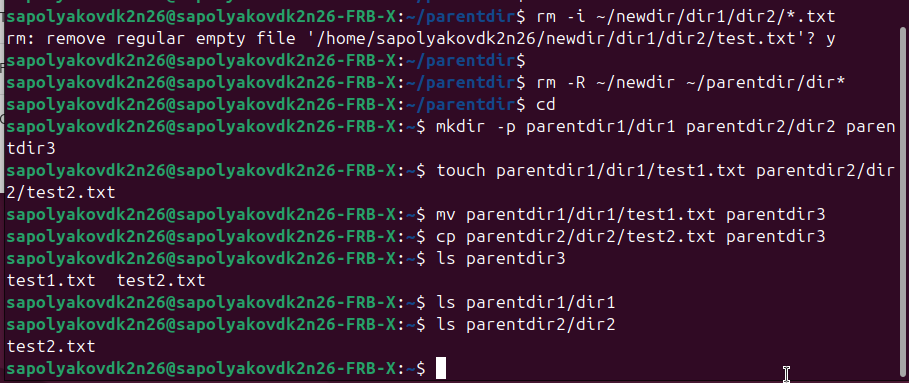 sapolyakovdk2n26@sapolyakovdk2n26-FRB-X:~/parentdir$ rm -i ~/newdir/dir1/dir2/*.txt
rm: remove regular empty file '/home/sapolyakovdk2n26/newdir/dir1/dir2/test.txt'? y
sapolyakovdk2n26@sapolyakovdk2n26-FRB-X:~/parentdir$
sapolyakovdk2n26@sapolyakovdk2n26-FRB-X:~/parentdir$ rm -R ~/newdir ~/parentdir/dir*
sapolyakovdk2n26@sapolyakovdk2n26-FRB-X:~/parentdir$ cd
sapolyakovdk2n26@sapolyakovdk2n26-FRB-X:~$ mkdir -p parentdir1/dir1 parentdir2/dir2 paren
tdir3
sapolyakovdk2n26@sapolyakovdk2n26-FRB-X:~$ touch parentdir1/dir1/test1.txt parentdir2/dir
2/test2.txt
sapolyakovdk2n26@sapolyakovdk2n26-FRB-X:~$ mv parentdir1/dir1/test1.txt parentdir3
sapolyakovdk2n26@sapolyakovdk2n26-FRB-X:~$ cp parentdir2/dir2/test2.txt parentdir3
sapolyakovdk2n26@sapolyakovdk2n26-FRB-X:~$ ls parentdir3
test1.txt  test2.txt
sapolyakovdk2n26@sapolyakovdk2n26-FRB-X:~$ ls parentdir1/dir1
sapolyakovdk2n26@sapolyakovdk2n26-FRB-X:~$ ls parentdir2/dir2
test2.txt
sapolyakovdk2n26@sapolyakovdk2n26-FRB-X:~$